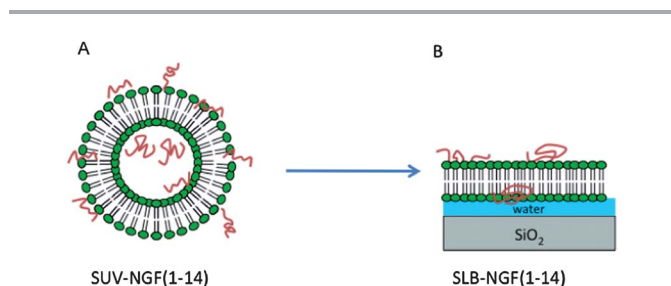 A
B
water
SiO₂
SUV-NGF(1-14)
SLB-NGF(1-14)